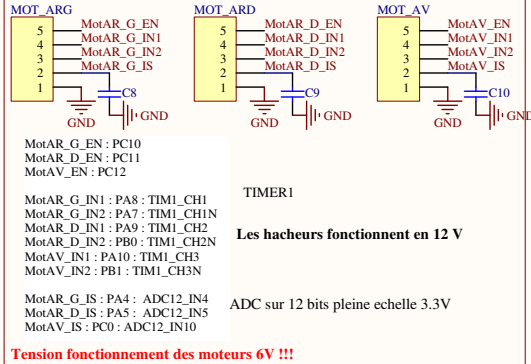 MOT_ARG MOT_ARD MOT_AV
5 MotAR_G_EN 5 MotAR_D_EN 5 MotAV_EN
4 MotAR_G_IN1 4 MotAR_D_IN1 4 MotAV_IN1
3 MotAR_G_IN2 3 MotAR_D_IN2 3 MotAV_IN2
2 MotAR_G_IS 2 MotAR_D_IS 2 MotAV_IS
1 C8 1 C9 1 C10
GND GND GND GND GND GND
MotAR_G_EN : PC10
MotAR_D_EN : PC11
MotAV_EN : PC12
MotAR_G_IN1 : PA8 : TIM1_CH1
MotAR_G_IN2 : PA7 : TIM1_CH1N
MotAR_D_IN1 : PA9 : TIM1_CH2
MotAR_D_IN2 : PB0 : TIM1_CH2N
MotAV_IN1 : PA10 : TIM1_CH3
MotAV_IN2 : PB1 : TIM1_CH3N
TIMER1
Les hacheurs fonctionnent en 12 V
MotAR_G_IS : PA4 : ADC12_IN4
MotAR_D_IS : PA5 : ADC12_IN5
MotAV_IS : PC0 : ADC12_IN10
ADC sur 12 bits pleine echelle 3.3V
Tension fonctionnement des moteurs 6V !!!